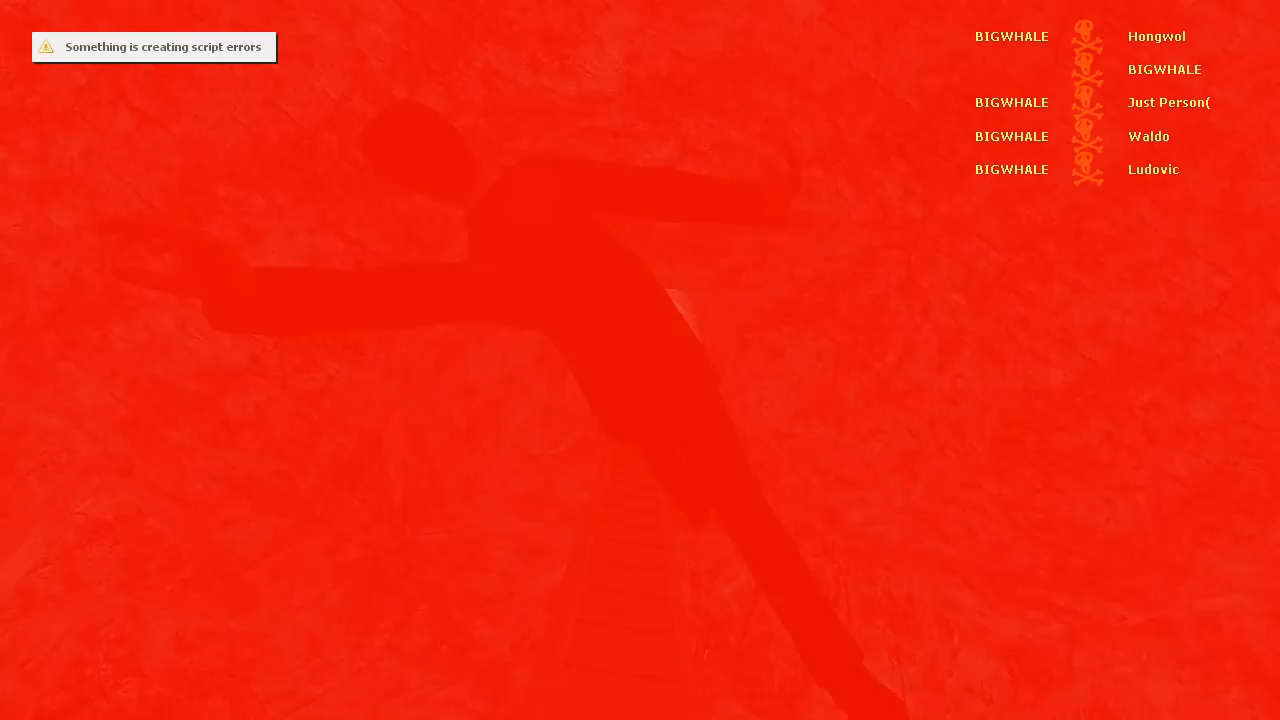 Something is creating script errors
BIGWHALE Hongwol
BIGWHALE
BIGWHALE Just Person(
BIGWHALE Waldo
BIGWHALE Ludovic